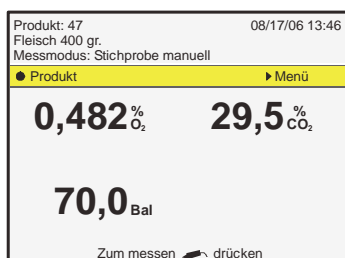 Produkt: 47 08/17/06 13:46
Fleisch 400 gr.
Messmodus: Stichprobe manuell
Produkt Menü
0,482 % O₂ 29,5 % CO₂
70,0 Bal
Zum messen drücken